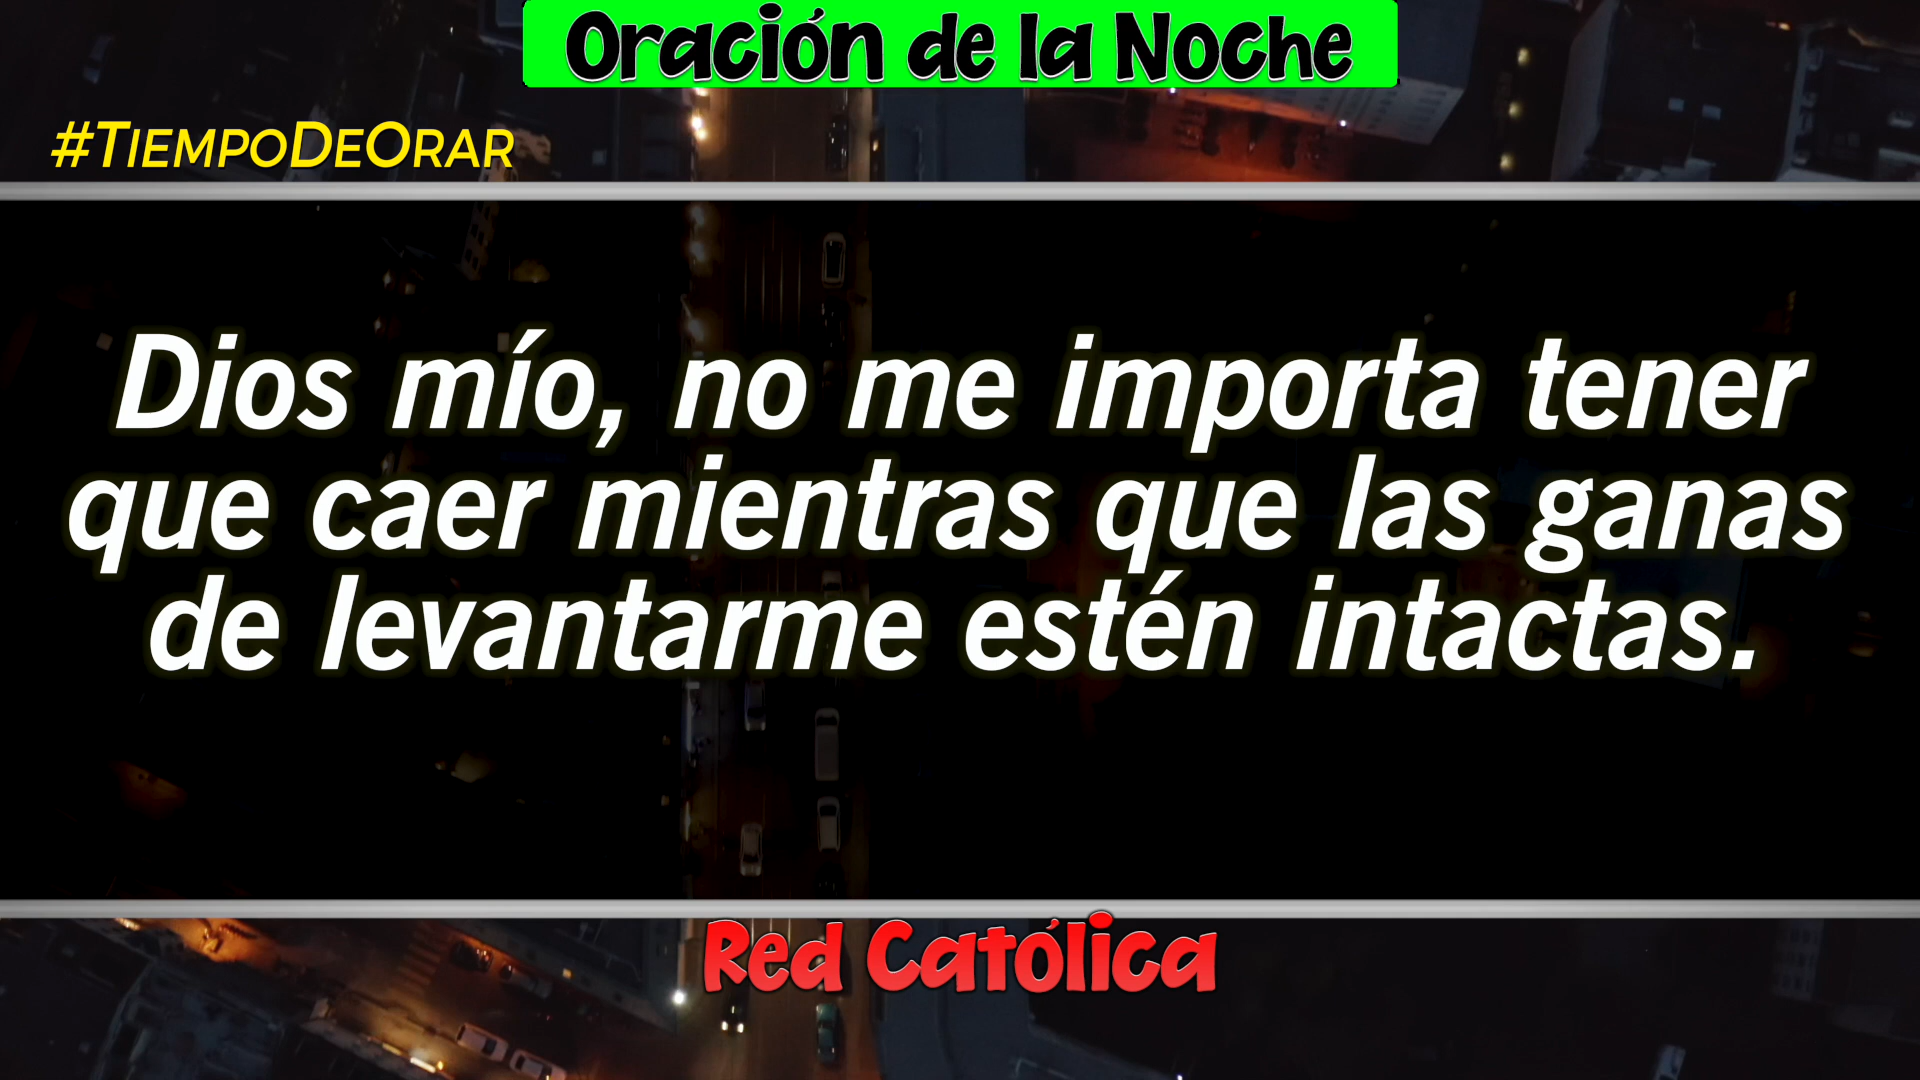 Oración de la Noche
#TiempoDeOrar
Dios mío, no me importa tener
que caer mientras que las ganas
de levantarme estén intactas.
Red Católica